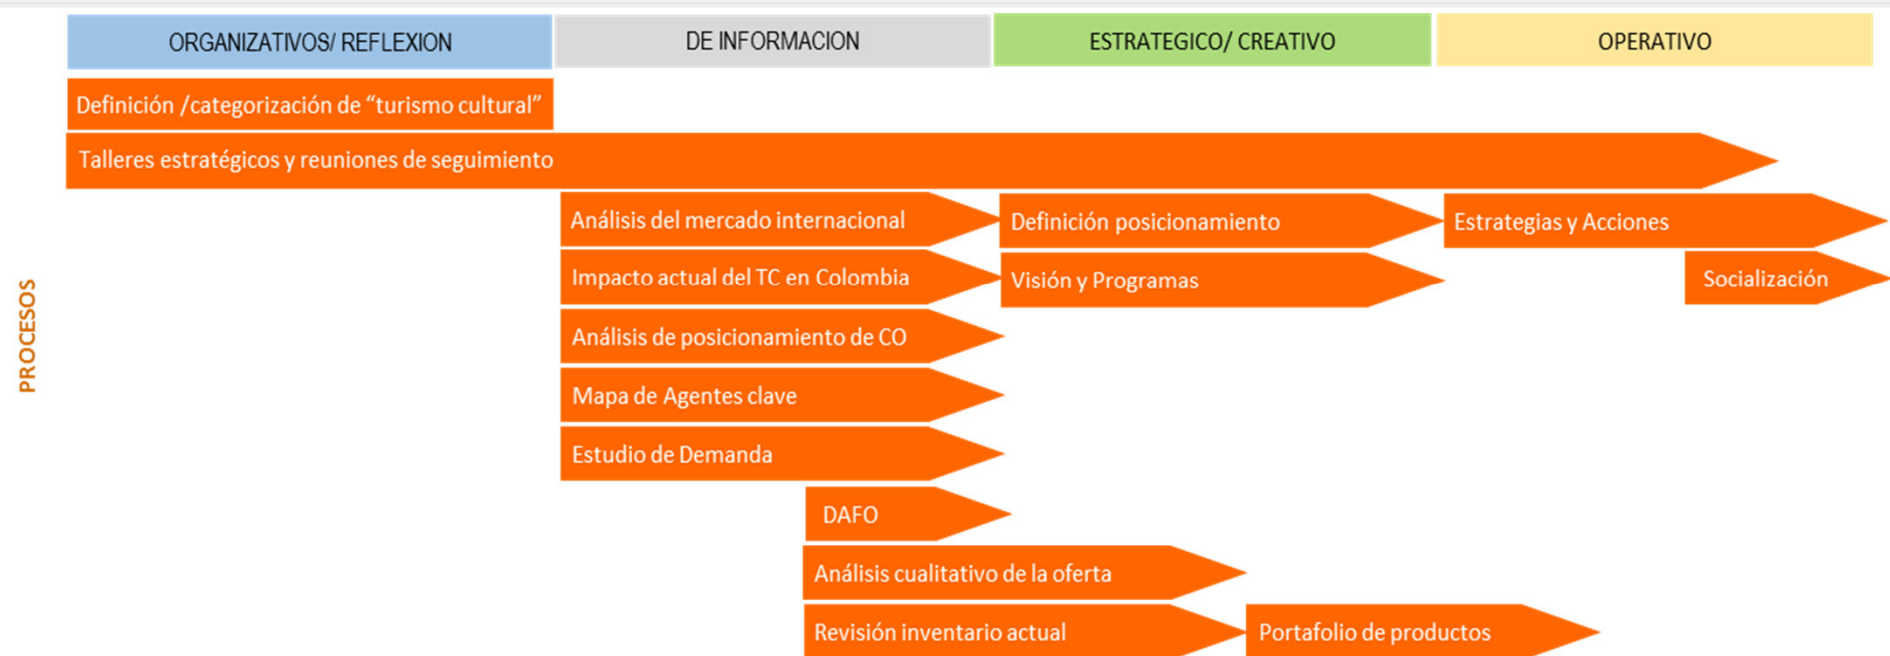 ORGANIZATIVOS/ REFLEXION
DE INFORMACION
ESTRATEGICO/ CREATIVO
OPERATIVO
Definición /categorización de “turismo cultural”
Talleres estratégicos y reuniones de seguimiento
Análisis del mercado internacional
Definición posicionamiento
Estrategias y Acciones
Impacto actual del TC en Colombia
Visión y Programas
Socialización
PROCESOS
Análisis de posicionamiento de CO
Mapa de Agentes clave
Estudio de Demanda
DAFO
Análisis cualitativo de la oferta
Revisión inventario actual
Portafolio de productos